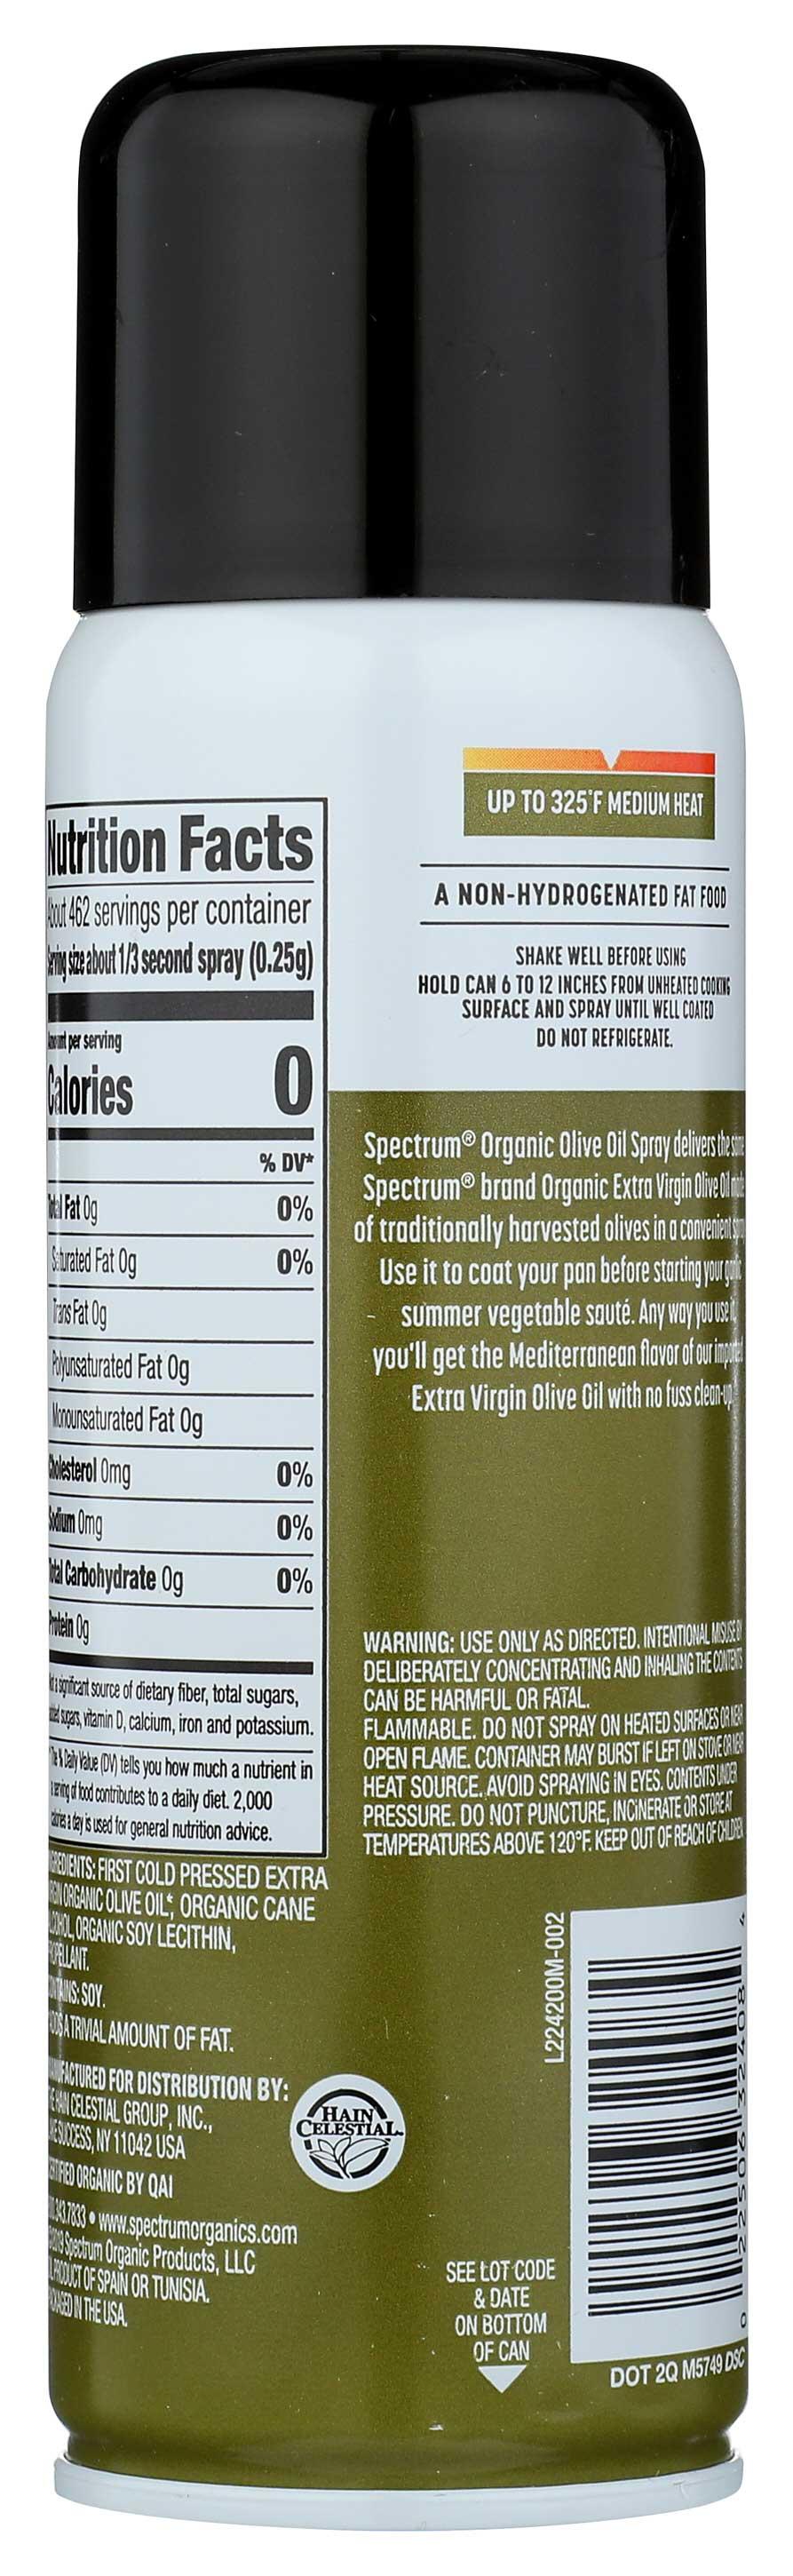 Nutrition Facts
About 462 servings per container
Serving size about 1/3 second spray (0.25g)
Amount per serving
Calories 0
% DV*
Total Fat 0g 0%
Saturated Fat 0g 0%
Trans Fat 0g
Polyunsaturated Fat 0g
Monounsaturated Fat 0g
Cholesterol 0mg 0%
Sodium 0mg 0%
Total Carbohydrate 0g 0%
Protein 0g
a significant source of dietary fiber, total sugars,
sugars, vitamin D, calcium, iron and potassium.
The % Daily Value (DV) tells you how much a nutrient in
serving of food contributes to a daily diet. 2,000
calories a day is used for general nutrition advice.
INGREDIENTS: FIRST COLD PRESSED EXTRA
VIRGIN ORGANIC OLIVE OIL*, ORGANIC CANE
ALCOHOL, ORGANIC SOY LECITHIN,
PROPELLANT.
CONTAINS: SOY.
ADDS A TRIVIAL AMOUNT OF FAT.
MANUFACTURED FOR DISTRIBUTION BY:
THE HAIN CELESTIAL GROUP, INC.,
LAKE SUCCESS, NY 11042 USA
CERTIFIED ORGANIC BY QAI
.343.7833 • www.spectrumorganics.com
Spectrum Organic Products, LLC
PRODUCT OF SPAIN OR TUNISIA.
PACKAGED IN THE USA.
HAIN
CELESTIAL
UP TO 325°F MEDIUM HEAT
A NON-HYDROGENATED FAT FOOD
SHAKE WELL BEFORE USING
HOLD CAN 6 TO 12 INCHES FROM UNHEATED COOKING
SURFACE AND SPRAY UNTIL WELL COATED
DO NOT REFRIGERATE.
Spectrum® Organic Olive Oil Spray delivers the same
Spectrum® brand Organic Extra Virgin Olive Oil made
of traditionally harvested olives in a convenient spray
Use it to coat your pan before starting your garlic
summer vegetable sauté. Any way you use it,
you'll get the Mediterranean flavor of our imported
Extra Virgin Olive Oil with no fuss clean-up.
WARNING: USE ONLY AS DIRECTED. INTENTIONAL MISUSE BY
DELIBERATELY CONCENTRATING AND INHALING THE CONTENTS
CAN BE HARMFUL OR FATAL.
FLAMMABLE. DO NOT SPRAY ON HEATED SURFACES OR NEAR
OPEN FLAME. CONTAINER MAY BURST IF LEFT ON STOVE OR NEAR
HEAT SOURCE. AVOID SPRAYING IN EYES. CONTENTS UNDER
PRESSURE. DO NOT PUNCTURE, INCINERATE OR STORE AT
TEMPERATURES ABOVE 120°F. KEEP OUT OF REACH OF CHILDREN.
L224200M-002
0 22506 32408 4
SEE LOT CODE
& DATE
ON BOTTOM
OF CAN
DOT 2Q M5749 DSC